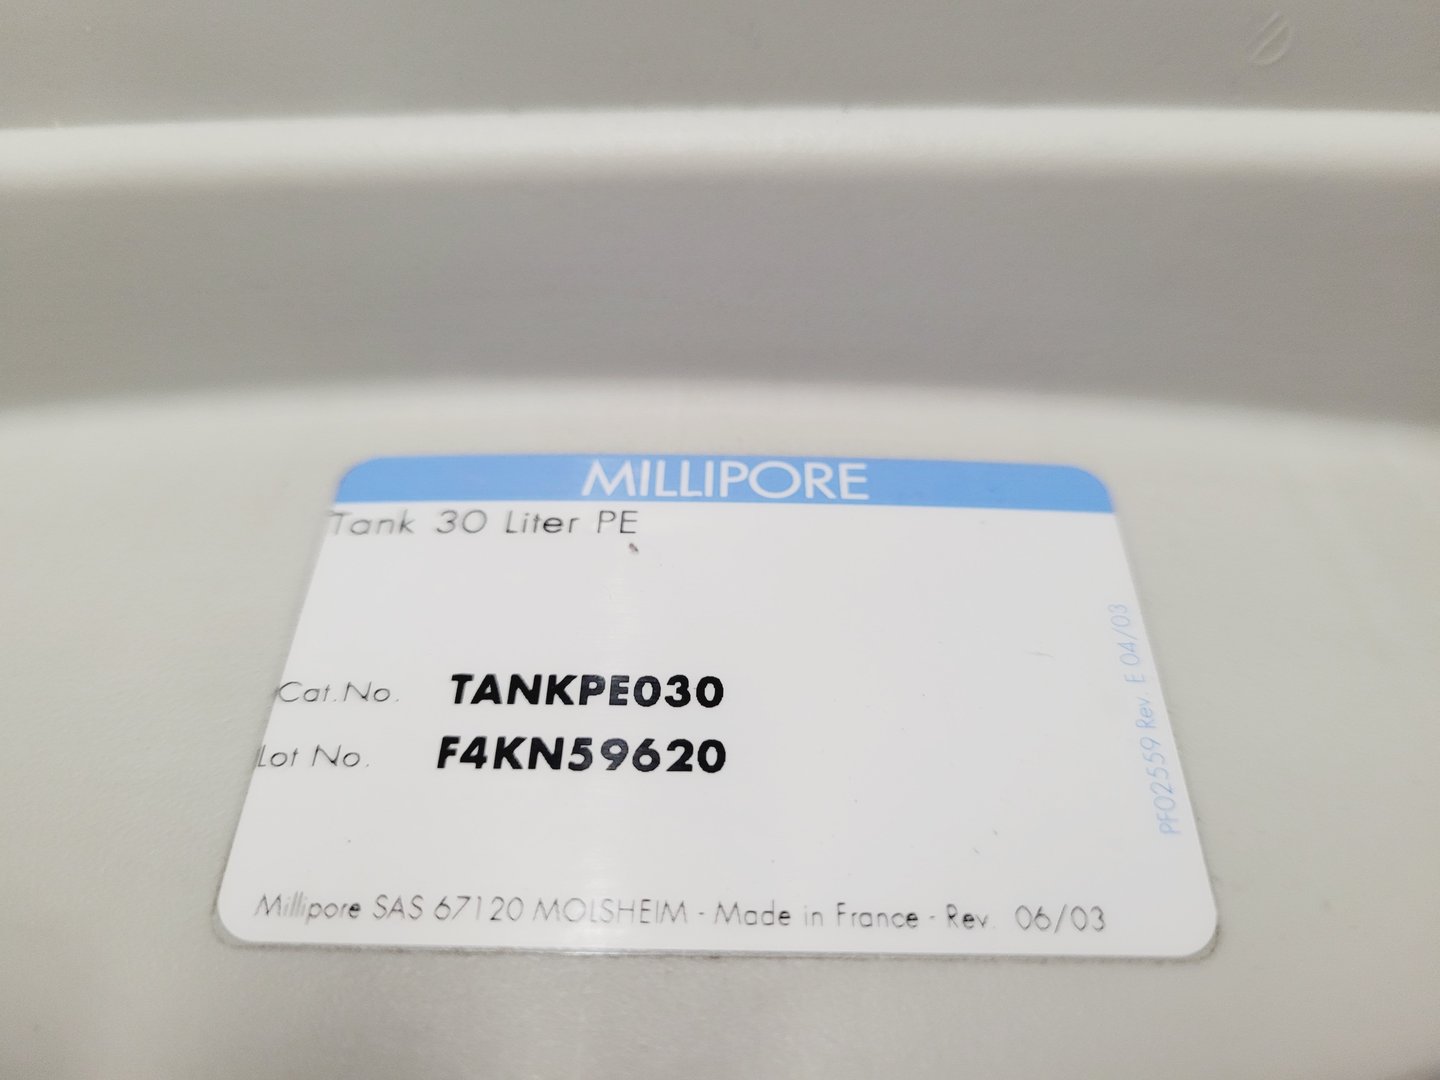 MILLIPORE
Tank 30 Liter PE
Cat.No. TANKPE030
Lot No. F4KN59620
Millipore SAS 67120 MOLSHEIM - Made in France - Rev. 06/03
PF02559 Rev. E 04/03